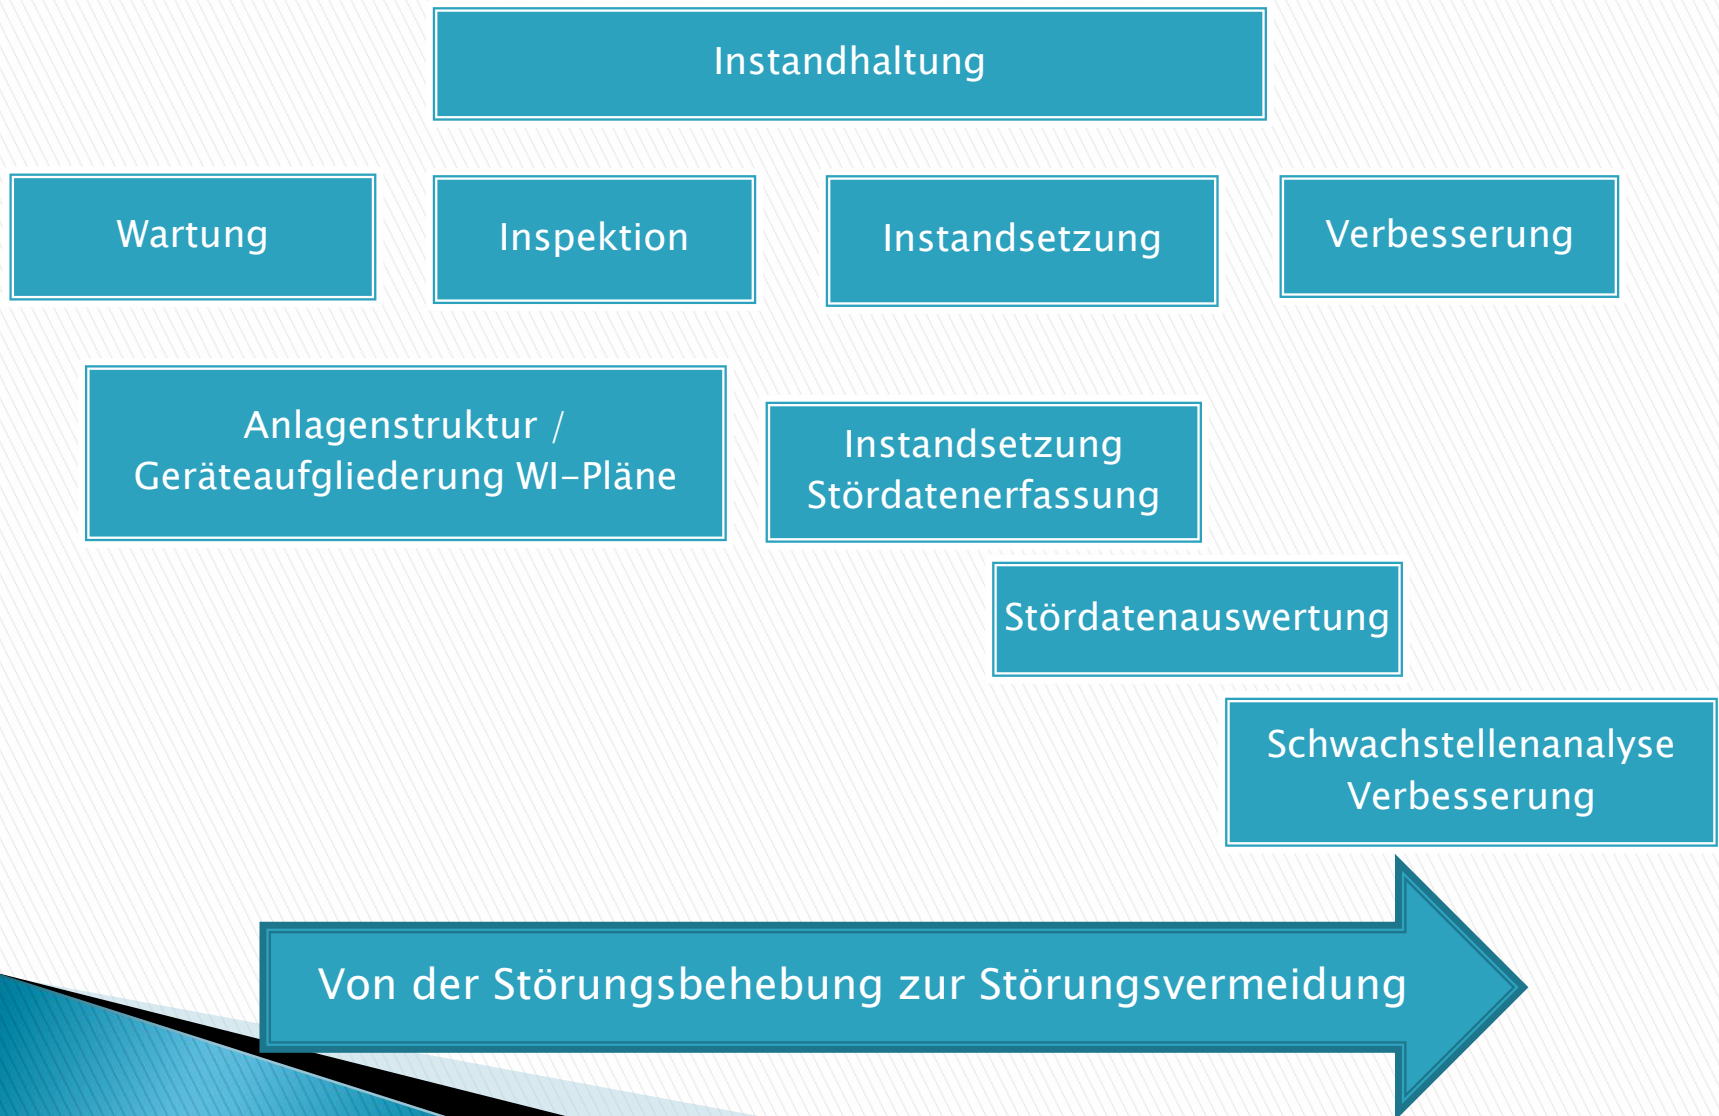 Instandhaltung
Wartung
Inspektion
Instandsetzung
Verbesserung
Anlagenstruktur /
Geräteaufgliederung WI-Pläne
Instandsetzung
Stördatenerfassung
Stördatenauswertung
Schwachstellenanalyse
Verbesserung
Von der Störungsbehebung zur Störungsvermeidung